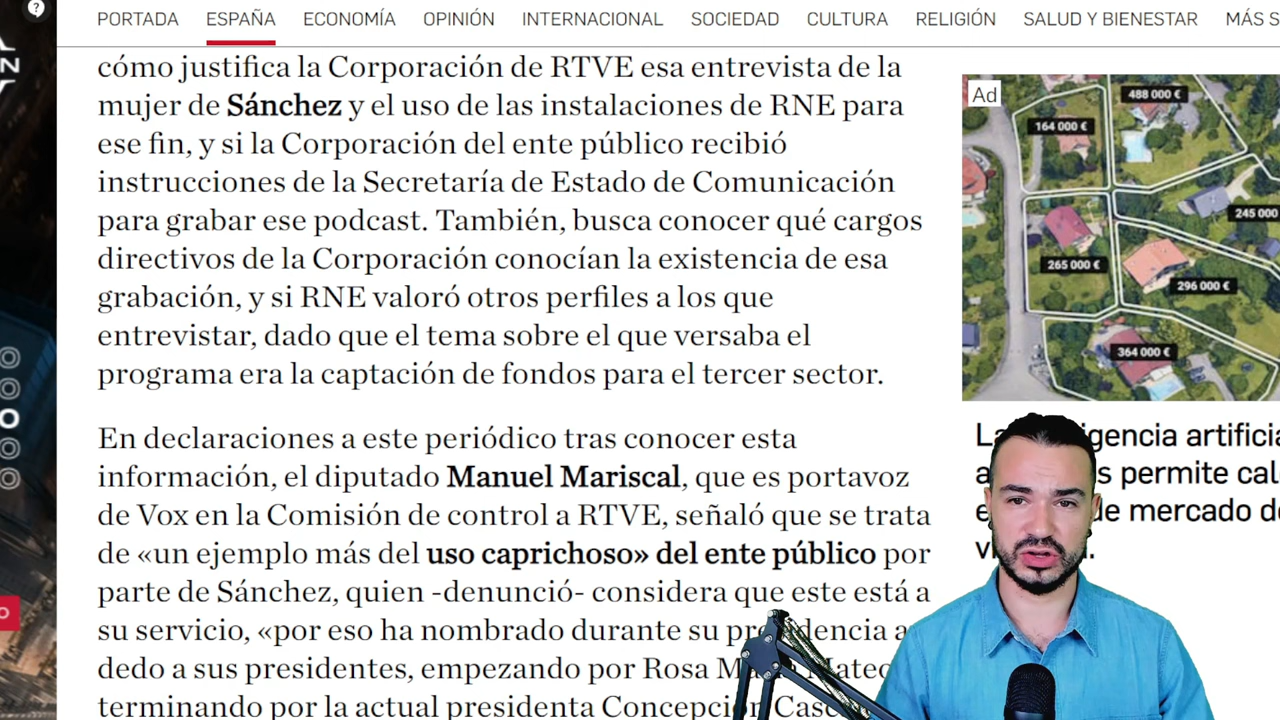 PORTADA ESPAÑA ECONOMÍA OPINIÓN INTERNACIONAL SOCIEDAD CULTURA RELIGIÓN SALUD Y BIENESTAR MÁS S
cómo justifica la Corporación de RTVE esa entrevista de la
mujer de Sánchez y el uso de las instalaciones de RNE para
ese fin, y si la Corporación del ente público recibió
instrucciones de la Secretaría de Estado de Comunicación
para grabar ese podcast. También, busca conocer qué cargos
directivos de la Corporación conocían la existencia de esa
grabación, y si RNE valoró otros perfiles a los que
entrevistar, dado que el tema sobre el que versaba el
programa era la captación de fondos para el tercer sector.
En declaraciones a este periódico tras conocer esta
información, el diputado Manuel Mariscal, que es portavoz
de Vox en la Comisión de control a RTVE, señaló que se trata
de «un ejemplo más del uso caprichoso» del ente público por
parte de Sánchez, quien -denunció- considera que este está a
su servicio, «por eso ha nombrado durante su a
dedo a sus presidentes, empezando por Rosa
terminando por la actual presidenta Concepción
Ad
488 000 €
164 000 €
245 000
265 000 €
296 000 €
364 000 €
artificia
permite cal
de mercado d